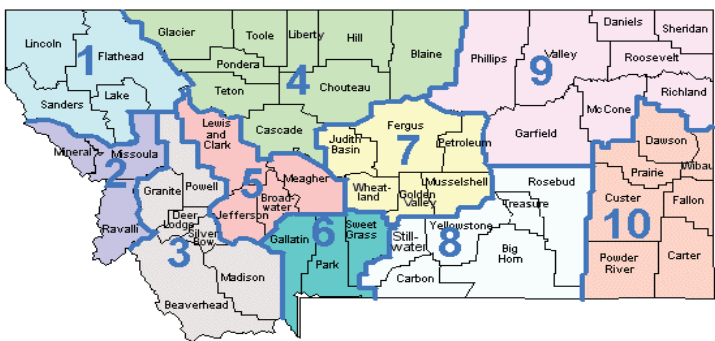 Lincoln
Flathead
1
Sanders
Lake
Glacier
Toole
Liberty
Hill
Blaine
Pondera
4
Teton
Chouteau
Cascade
Phillips
Valley
9
Daniels
Sheridan
Roosevelt
Richland
McCone
Garfield
Mineral
Missoula
2
Ravalli
Granite
Powell
Deer
Lodge
Silver
Bow
3
Madison
Beaverhead
Lewis
and
Clark
5
Meagher
Broad-
water
Jefferson
Judith
Basin
Fergus
7
Petroleum
Wheat-
land
Golden
Valley
Musselshell
Gallatin
6
Sweet
Grass
Park
Still-
water
Yellowstone
8
Rosebud
Treasure
Big
Horn
Carbon
Dawson
Wibau
Prairie
Custer
Fallon
10
Powder
River
Carter